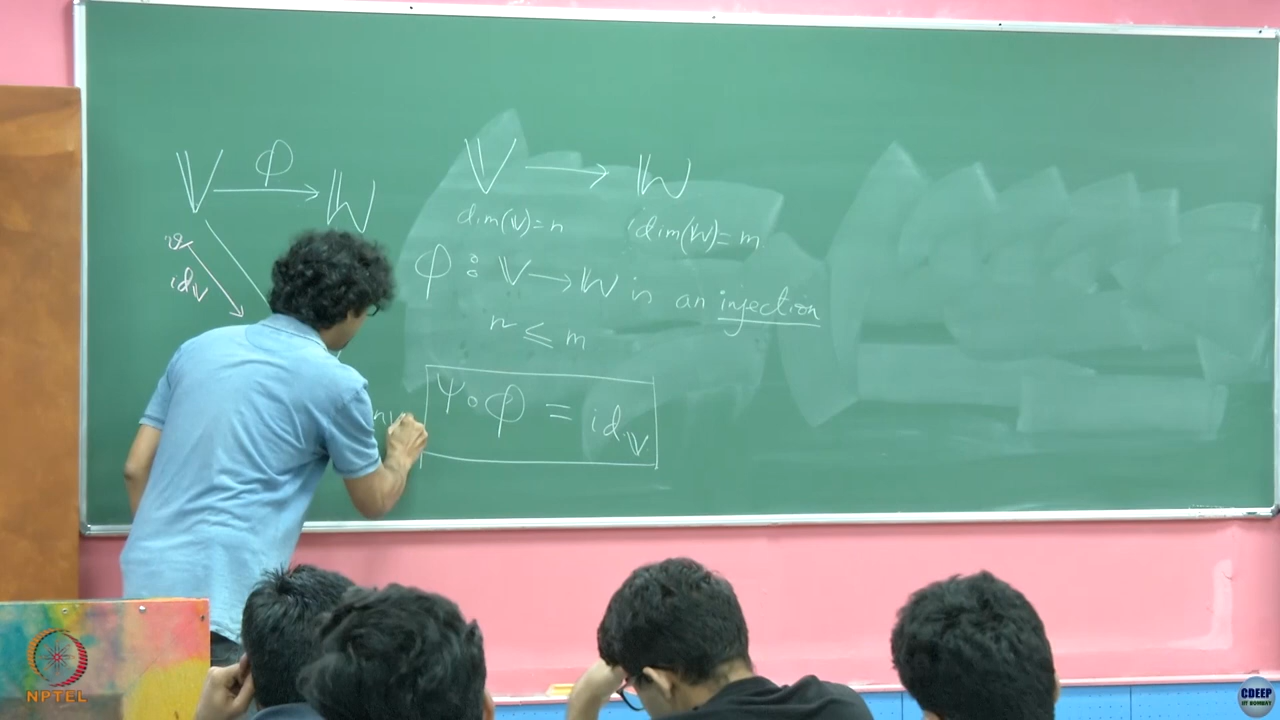 𝕍 —φ→ 𝕎
v
id_𝕍
𝕍 ⟶ 𝕎
dim(𝕍)=n dim(𝕎)=m
φ : 𝕍 ⟶ 𝕎 is an injection
n ≤ m
ψ∘φ = id_𝕍
NPTEL
CDEEP
IIT BOMBAY